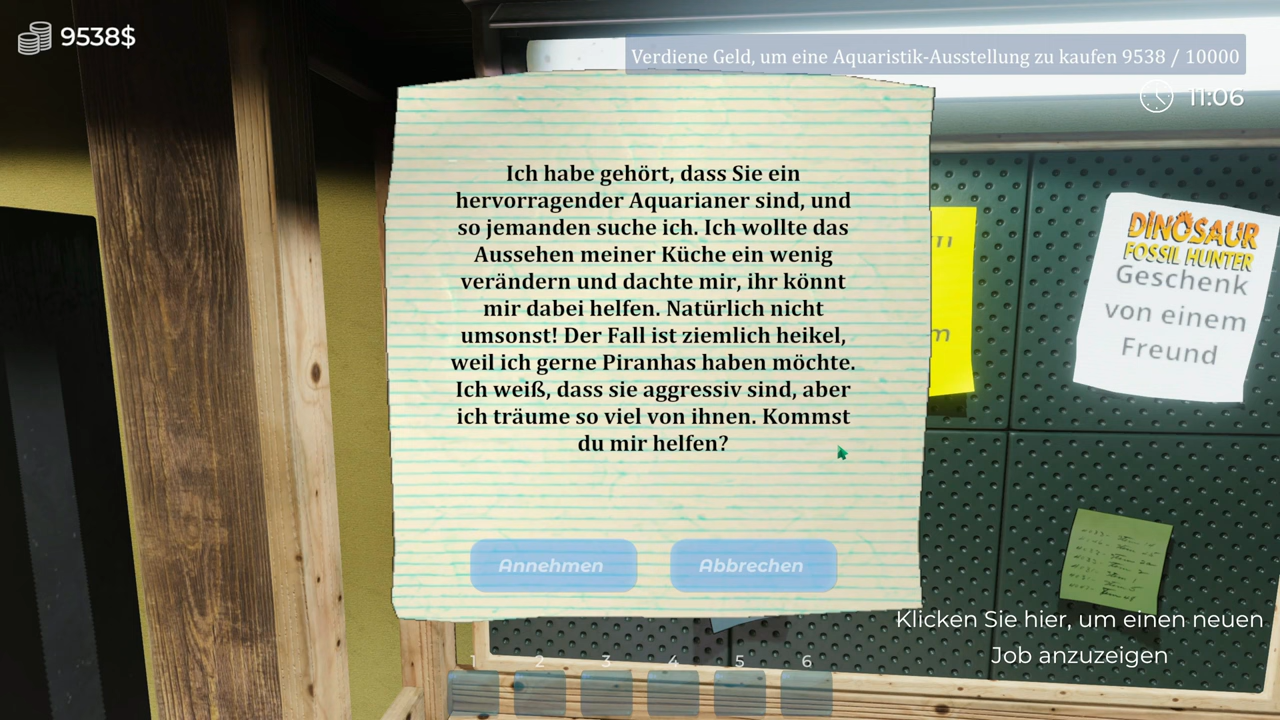 9538$
Verdiene Geld, um eine Aquaristik-Ausstellung zu kaufen 9538 / 10000
11:06
Ich habe gehört, dass Sie ein
hervorragender Aquarianer sind, und
so jemanden suche ich. Ich wollte das
Aussehen meiner Küche ein wenig
verändern und dachte mir, ihr könnt
mir dabei helfen. Natürlich nicht
umsonst! Der Fall ist ziemlich heikel,
weil ich gerne Piranhas haben möchte.
Ich weiß, dass sie aggressiv sind, aber
ich träume so viel von ihnen. Kommst
du mir helfen?
Annehmen
Abbrechen
DINOSAUR
FOSSIL HUNTER
Geschenk
von einem
Freund
Klicken Sie hier, um einen neuen
Job anzuzeigen
1 2 3 4 5 6